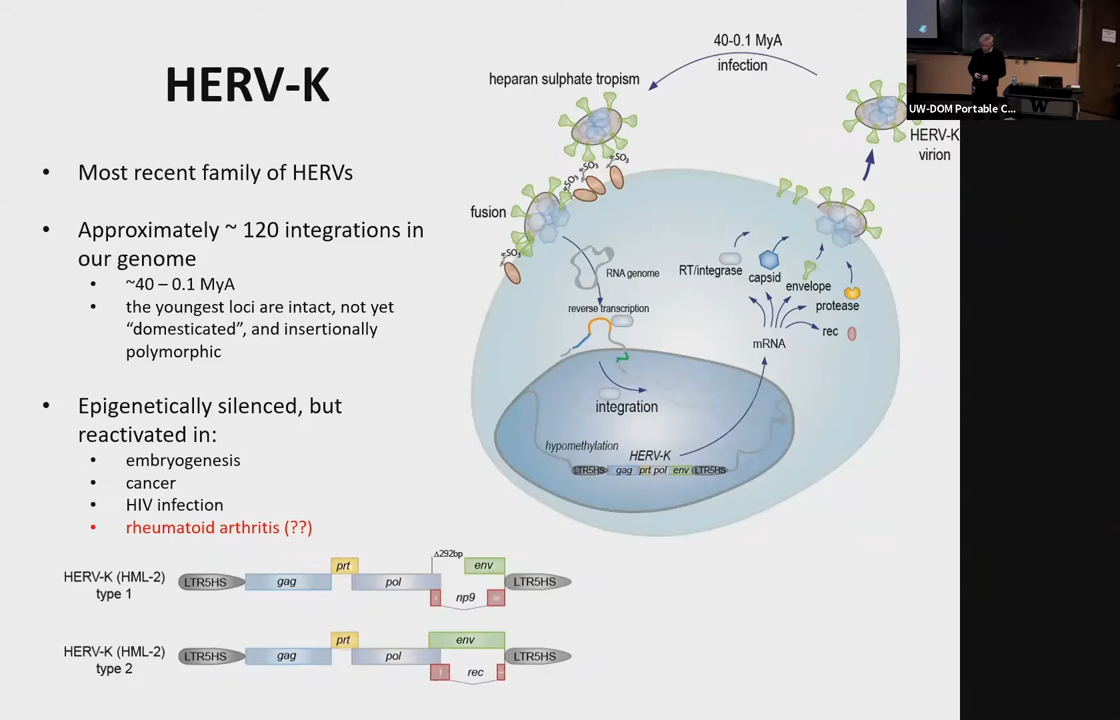 HERV-K
• Most recent family of HERVs
• Approximately ~ 120 integrations in
our genome
• ~40 – 0.1 MyA
• the youngest loci are intact, not yet
“domesticated”, and insertionally
polymorphic
• Epigenetically silenced, but
reactivated in:
• embryogenesis
• cancer
• HIV infection
• rheumatoid arthritis (??)
40-0.1 MyA
infection
heparan sulphate tropism
UW-DOM Portable C...
HERV-K
virion
SO₃
SO₃
SO₃
fusion
SO₃
RNA genome
reverse transcription
RT/integrase
capsid
envelope
protease
rec
mRNA
integration
hypomethylation
HERV-K
LTR5HS gag prt pol env LTR5HS
HERV-K (HML-2)
type 1
LTR5HS gag prt pol Δ292bp env LTR5HS
np9
HERV-K (HML-2)
type 2
LTR5HS gag prt pol env LTR5HS
rec
W